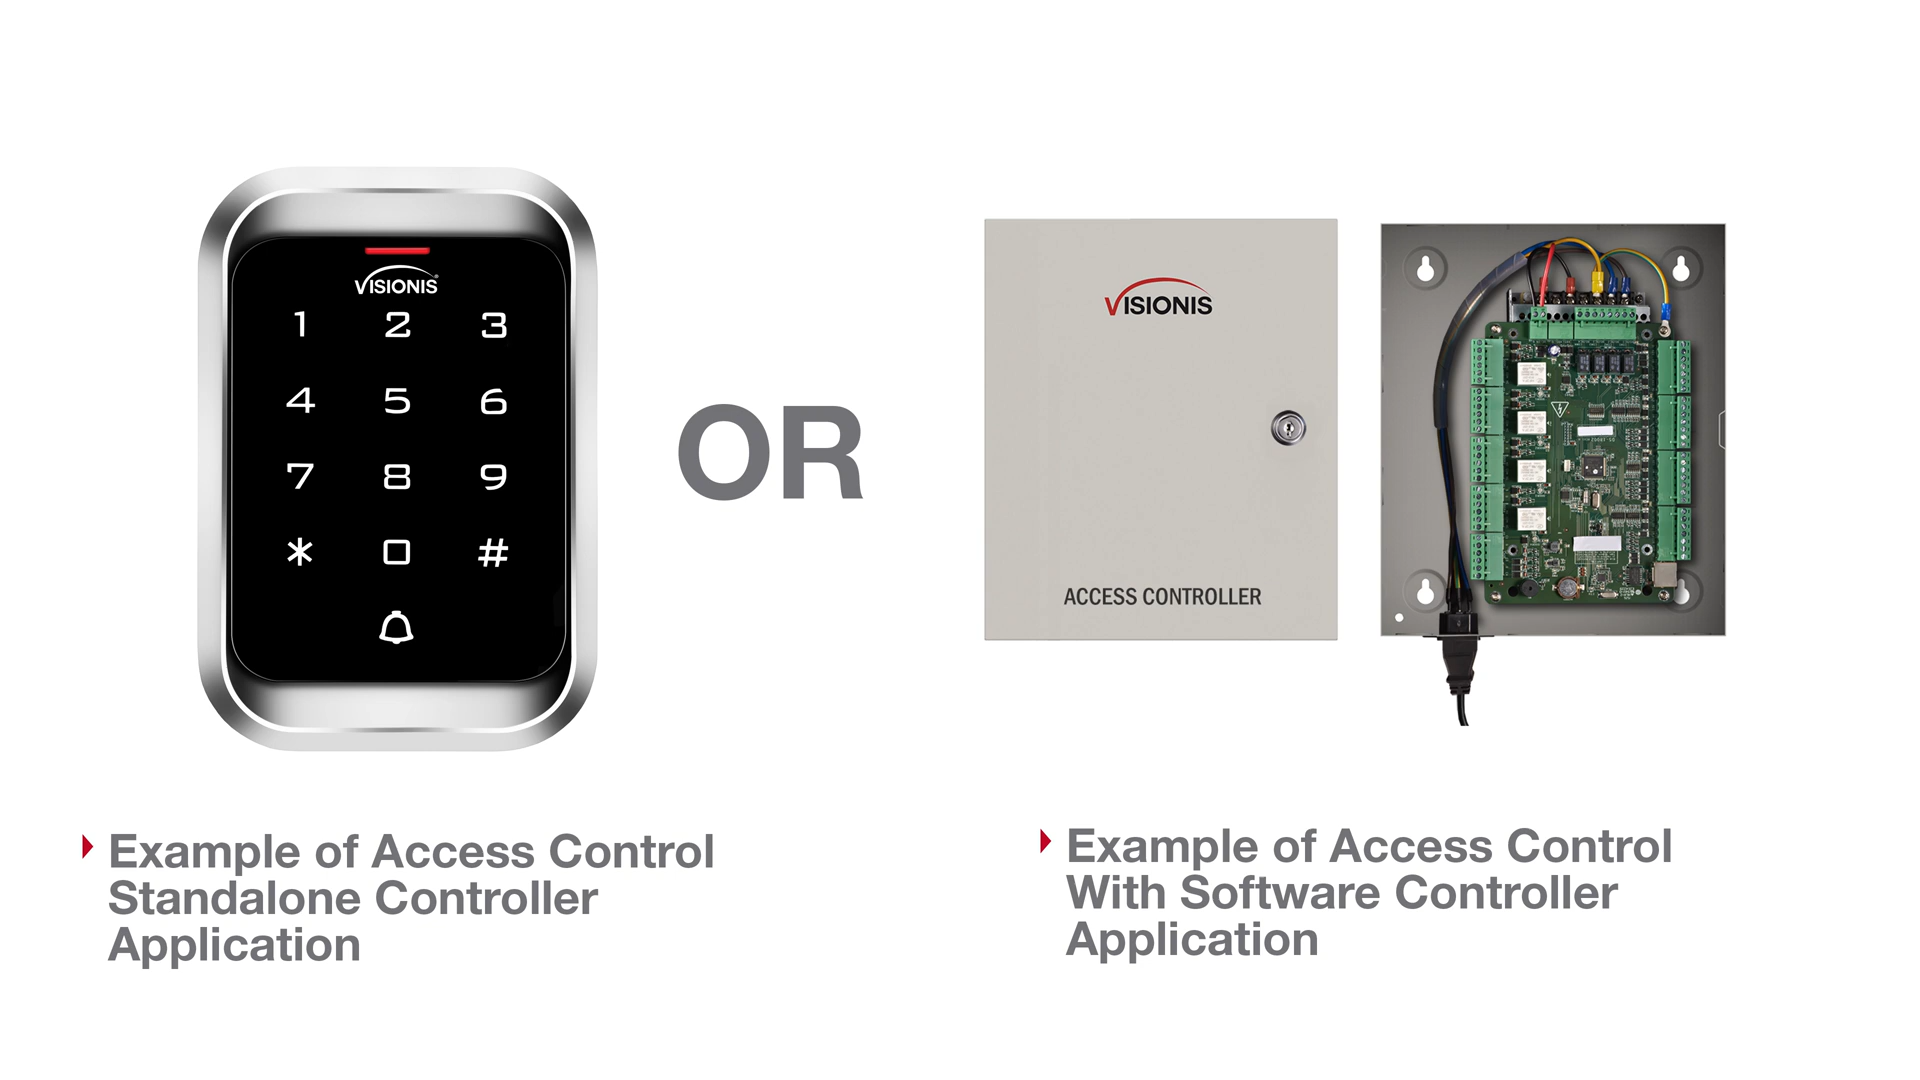 VISIONIS®
1 2 3
4 5 6
7 8 9
* 0 #
OR
VISIONIS
ACCESS CONTROLLER
Example of Access Control
Standalone Controller
Application
Example of Access Control
With Software Controller
Application